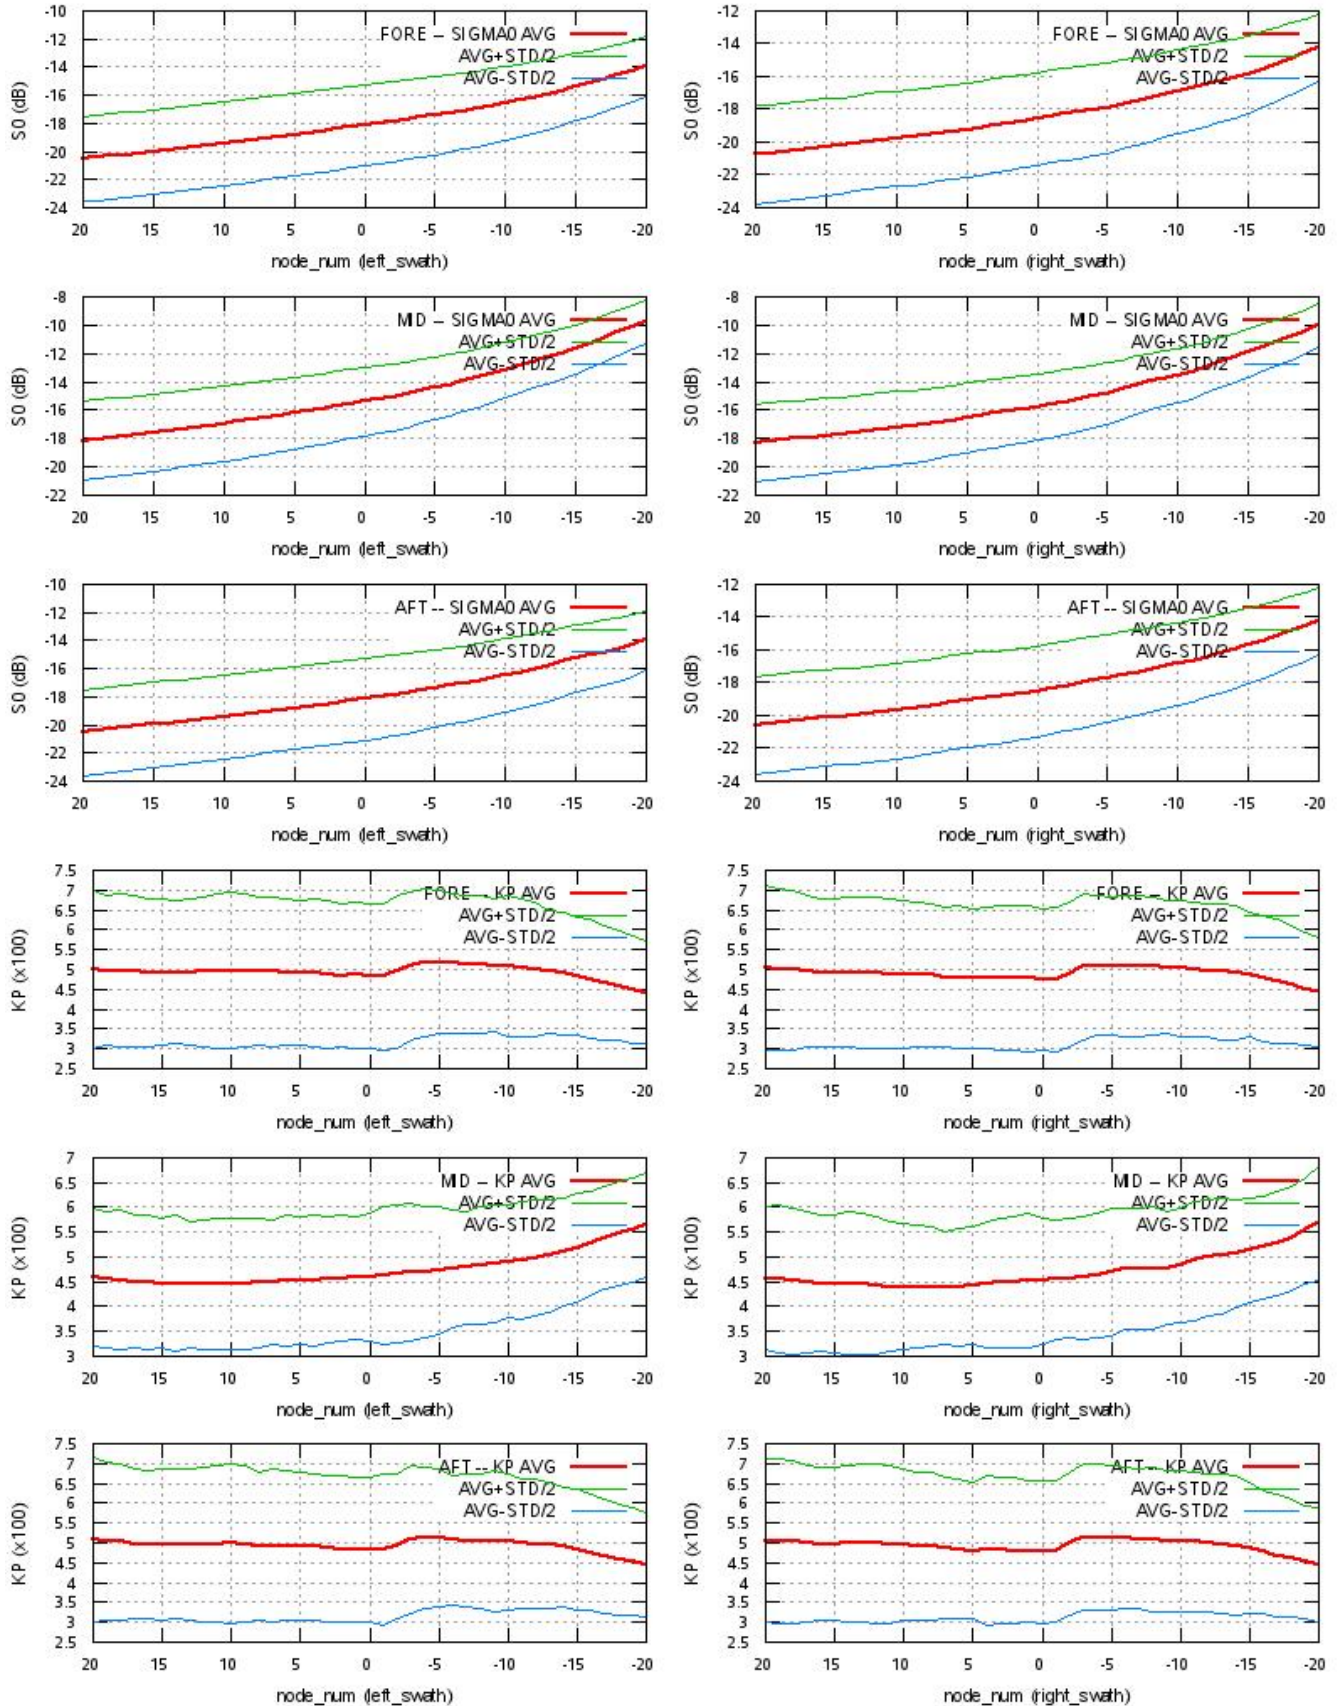 -10
-12
-14
-16
-18
-20
-22
-24
S0 (dB)
FORE -- SIGMA0 AVG
AVG+STD/2
AVG-STD/2
20 15 10 5 0 -5 -10 -15 -20
node_num (left_swath)
-12
-14
-16
-18
-20
-22
-24
S0 (dB)
FORE -- SIGMA0 AVG
AVG+STD/2
AVG-STD/2
20 15 10 5 0 -5 -10 -15 -20
node_num (right_swath)
-8
-10
-12
-14
-16
-18
-20
-22
S0 (dB)
MID -- SIGMA0 AVG
AVG+STD/2
AVG-STD/2
20 15 10 5 0 -5 -10 -15 -20
node_num (left_swath)
-8
-10
-12
-14
-16
-18
-20
-22
S0 (dB)
MID -- SIGMA0 AVG
AVG+STD/2
AVG-STD/2
20 15 10 5 0 -5 -10 -15 -20
node_num (right_swath)
-10
-12
-14
-16
-18
-20
-22
-24
S0 (dB)
AFT -- SIGMA0 AVG
AVG+STD/2
AVG-STD/2
20 15 10 5 0 -5 -10 -15 -20
node_num (left_swath)
-12
-14
-16
-18
-20
-22
-24
S0 (dB)
AFT -- SIGMA0 AVG
AVG+STD/2
AVG-STD/2
20 15 10 5 0 -5 -10 -15 -20
node_num (right_swath)
7.5
7
6.5
6
5.5
5
4.5
4
3.5
3
2.5
KP (x100)
FORE -- KP AVG
AVG+STD/2
AVG-STD/2
20 15 10 5 0 -5 -10 -15 -20
node_num (left_swath)
7.5
7
6.5
6
5.5
5
4.5
4
3.5
3
2.5
KP (x100)
FORE -- KP AVG
AVG+STD/2
AVG-STD/2
20 15 10 5 0 -5 -10 -15 -20
node_num (right_swath)
7
6.5
6
5.5
5
4.5
4
3.5
3
KP (x100)
MID -- KP AVG
AVG+STD/2
AVG-STD/2
20 15 10 5 0 -5 -10 -15 -20
node_num (left_swath)
7
6.5
6
5.5
5
4.5
4
3.5
3
KP (x100)
MID -- KP AVG
AVG+STD/2
AVG-STD/2
20 15 10 5 0 -5 -10 -15 -20
node_num (right_swath)
7.5
7
6.5
6
5.5
5
4.5
4
3.5
3
2.5
KP (x100)
AFT -- KP AVG
AVG+STD/2
AVG-STD/2
20 15 10 5 0 -5 -10 -15 -20
node_num (left_swath)
7.5
7
6.5
6
5.5
5
4.5
4
3.5
3
2.5
KP (x100)
AFT -- KP AVG
AVG+STD/2
AVG-STD/2
20 15 10 5 0 -5 -10 -15 -20
node_num (right_swath)